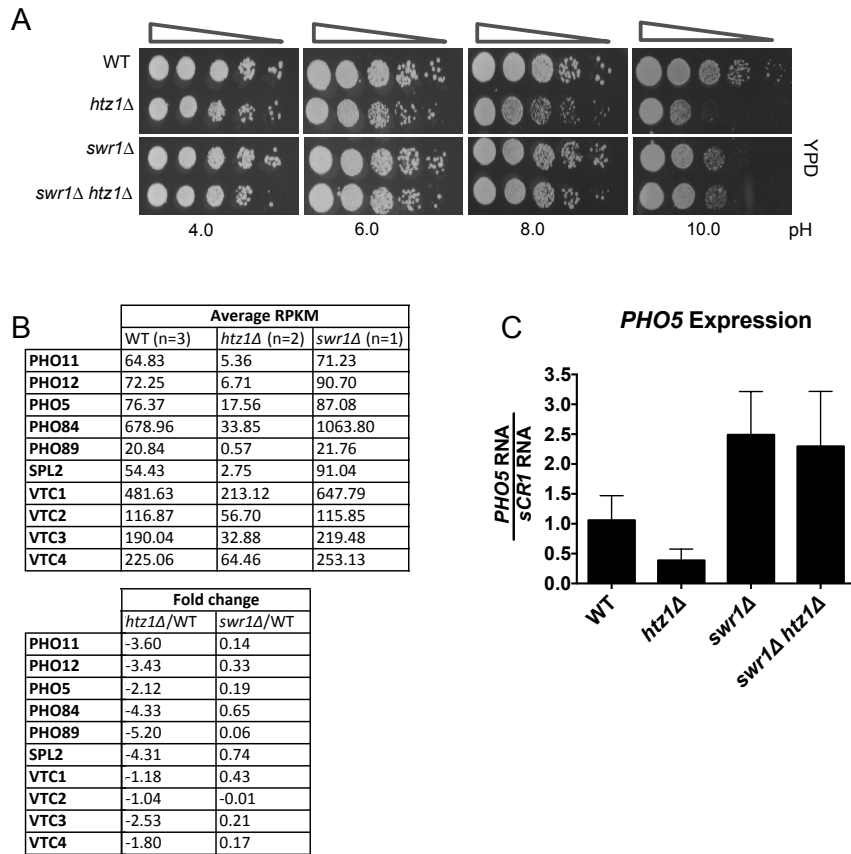 A
WT
htz1Δ
swr1Δ
swr1Δ htz1Δ
YPD
4.0 6.0 8.0 10.0 pH
B
Average RPKM
WT (n=3) htz1Δ (n=2) swr1Δ (n=1)
PHO11 64.83 5.36 71.23
PHO12 72.25 6.71 90.70
PHO5 76.37 17.56 87.08
PHO84 678.96 33.85 1063.80
PHO89 20.84 0.57 21.76
SPL2 54.43 2.75 91.04
VTC1 481.63 213.12 647.79
VTC2 116.87 56.70 115.85
VTC3 190.04 32.88 219.48
VTC4 225.06 64.46 253.13
Fold change
htz1Δ/WT swr1Δ/WT
PHO11 -3.60 0.14
PHO12 -3.43 0.33
PHO5 -2.12 0.19
PHO84 -4.33 0.65
PHO89 -5.20 0.06
SPL2 -4.31 0.74
VTC1 -1.18 0.43
VTC2 -1.04 -0.01
VTC3 -2.53 0.21
VTC4 -1.80 0.17
C
PHO5 Expression
PHO5 RNA
sCR1 RNA
3.5
3.0
2.5
2.0
1.5
1.0
0.5
0.0
WT htz1Δ swr1Δ swr1Δ htz1Δ